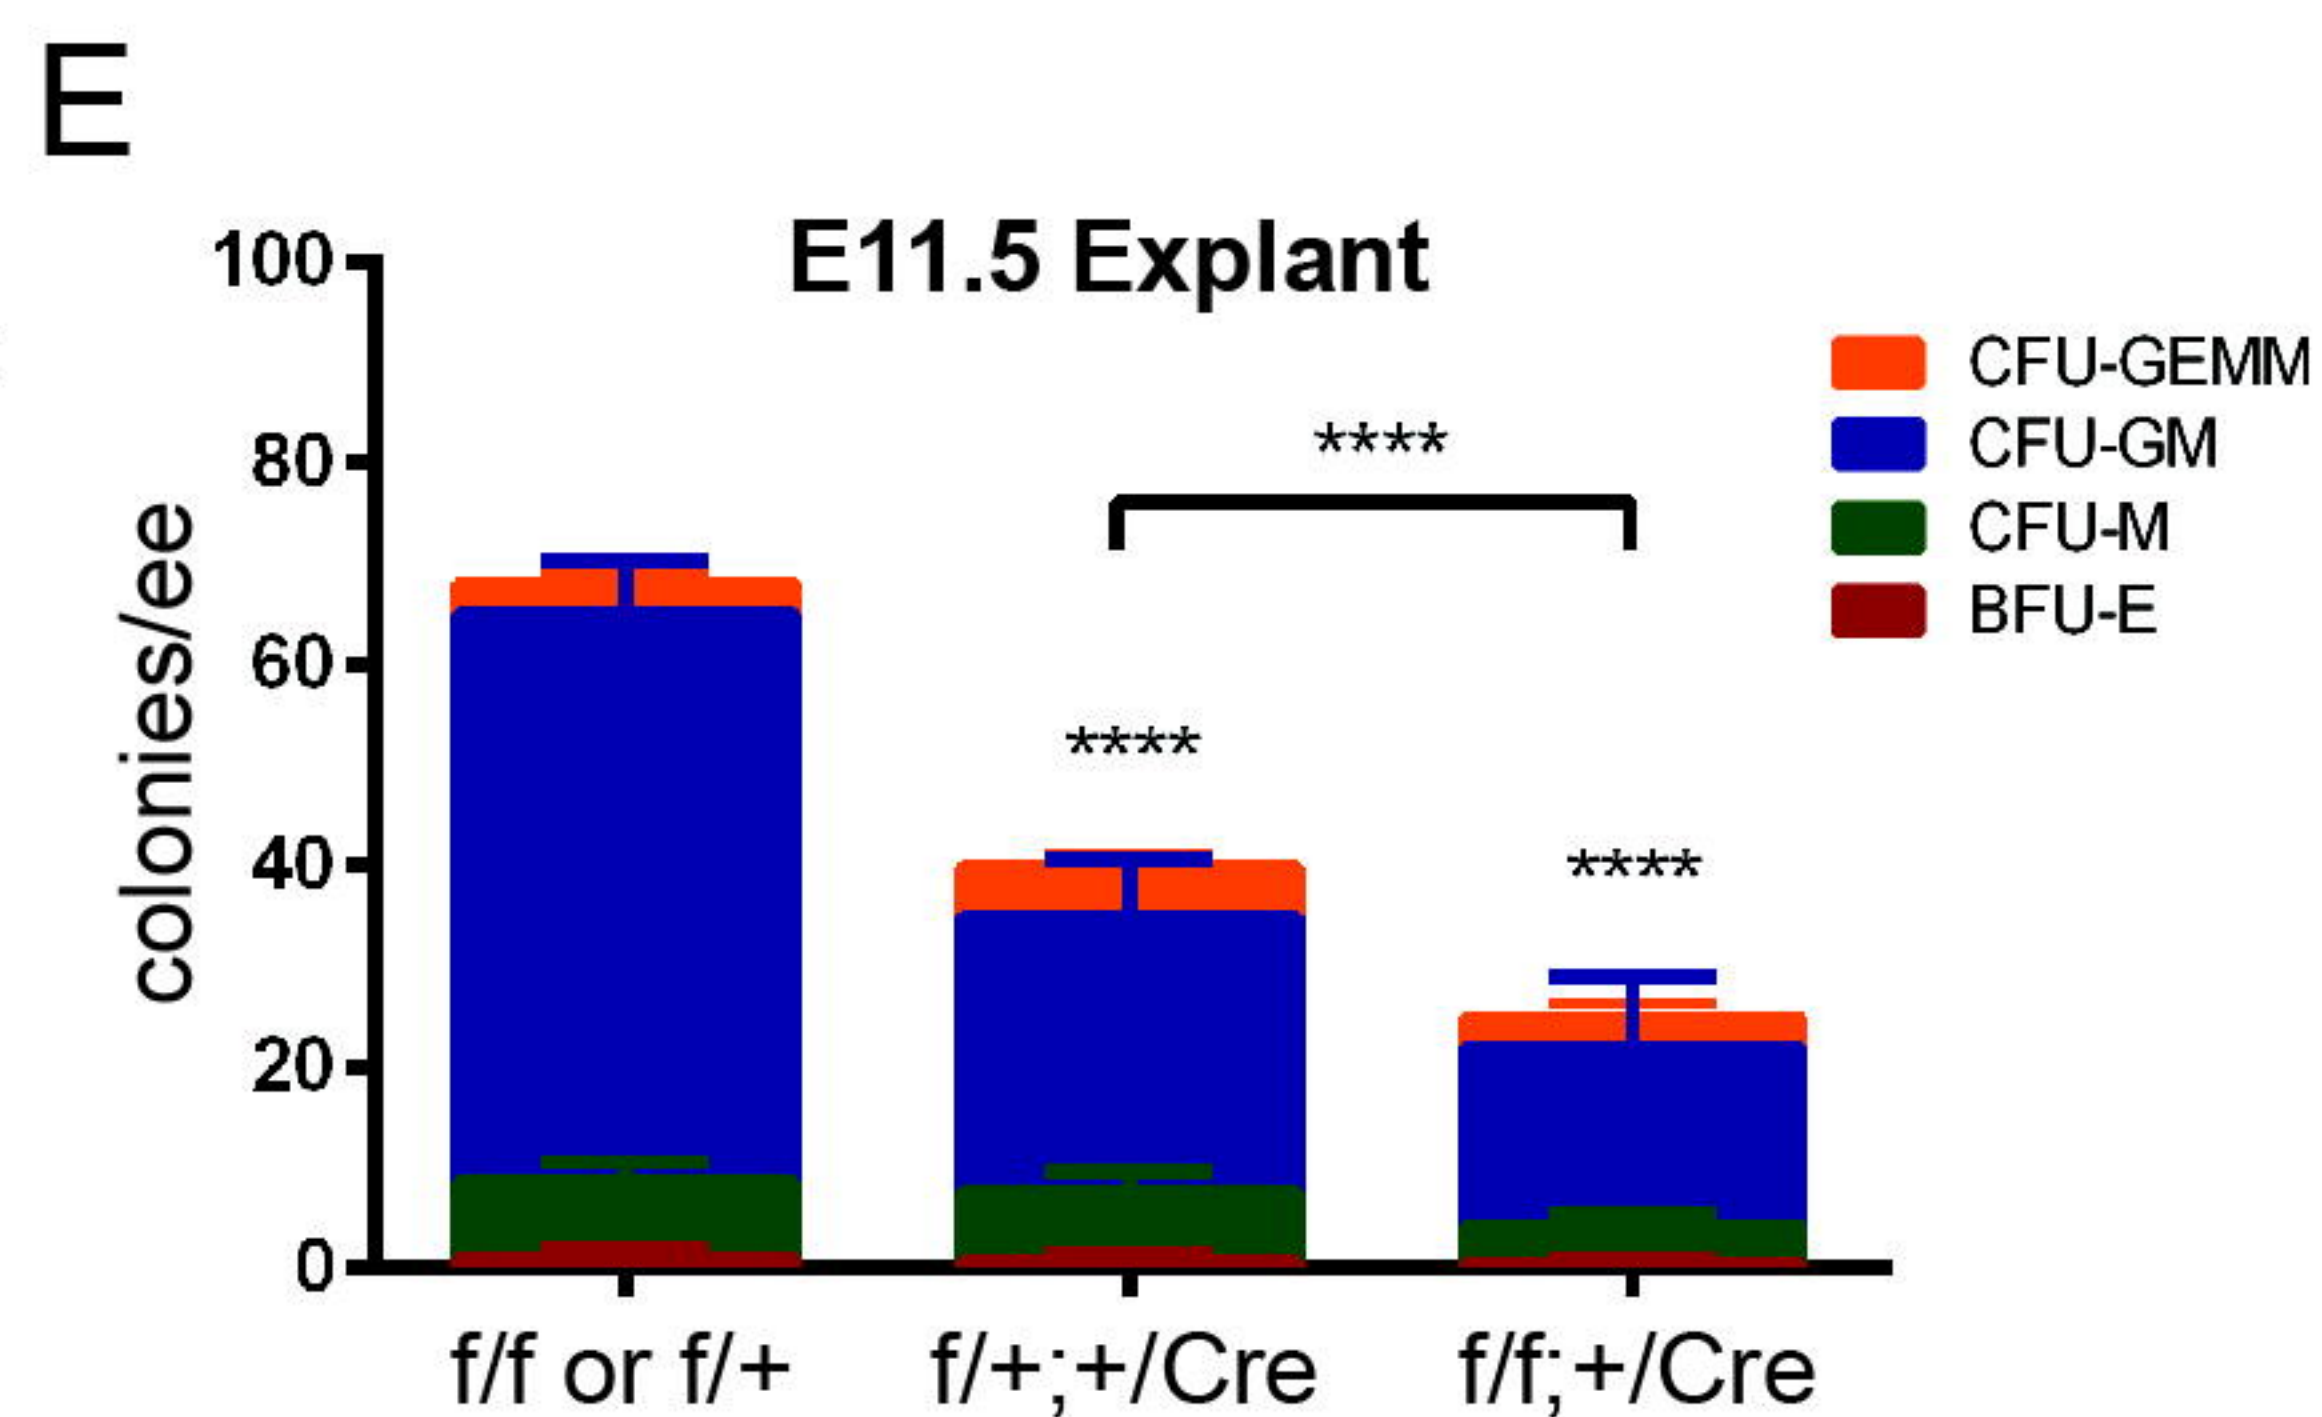 E
E11.5 Explant
100
80
60
40
20
0
colonies/ee
****
****
****
CFU-GEMM
CFU-GM
CFU-M
BFU-E
f/f or f/+
f/+;+/Cre
f/f;+/Cre